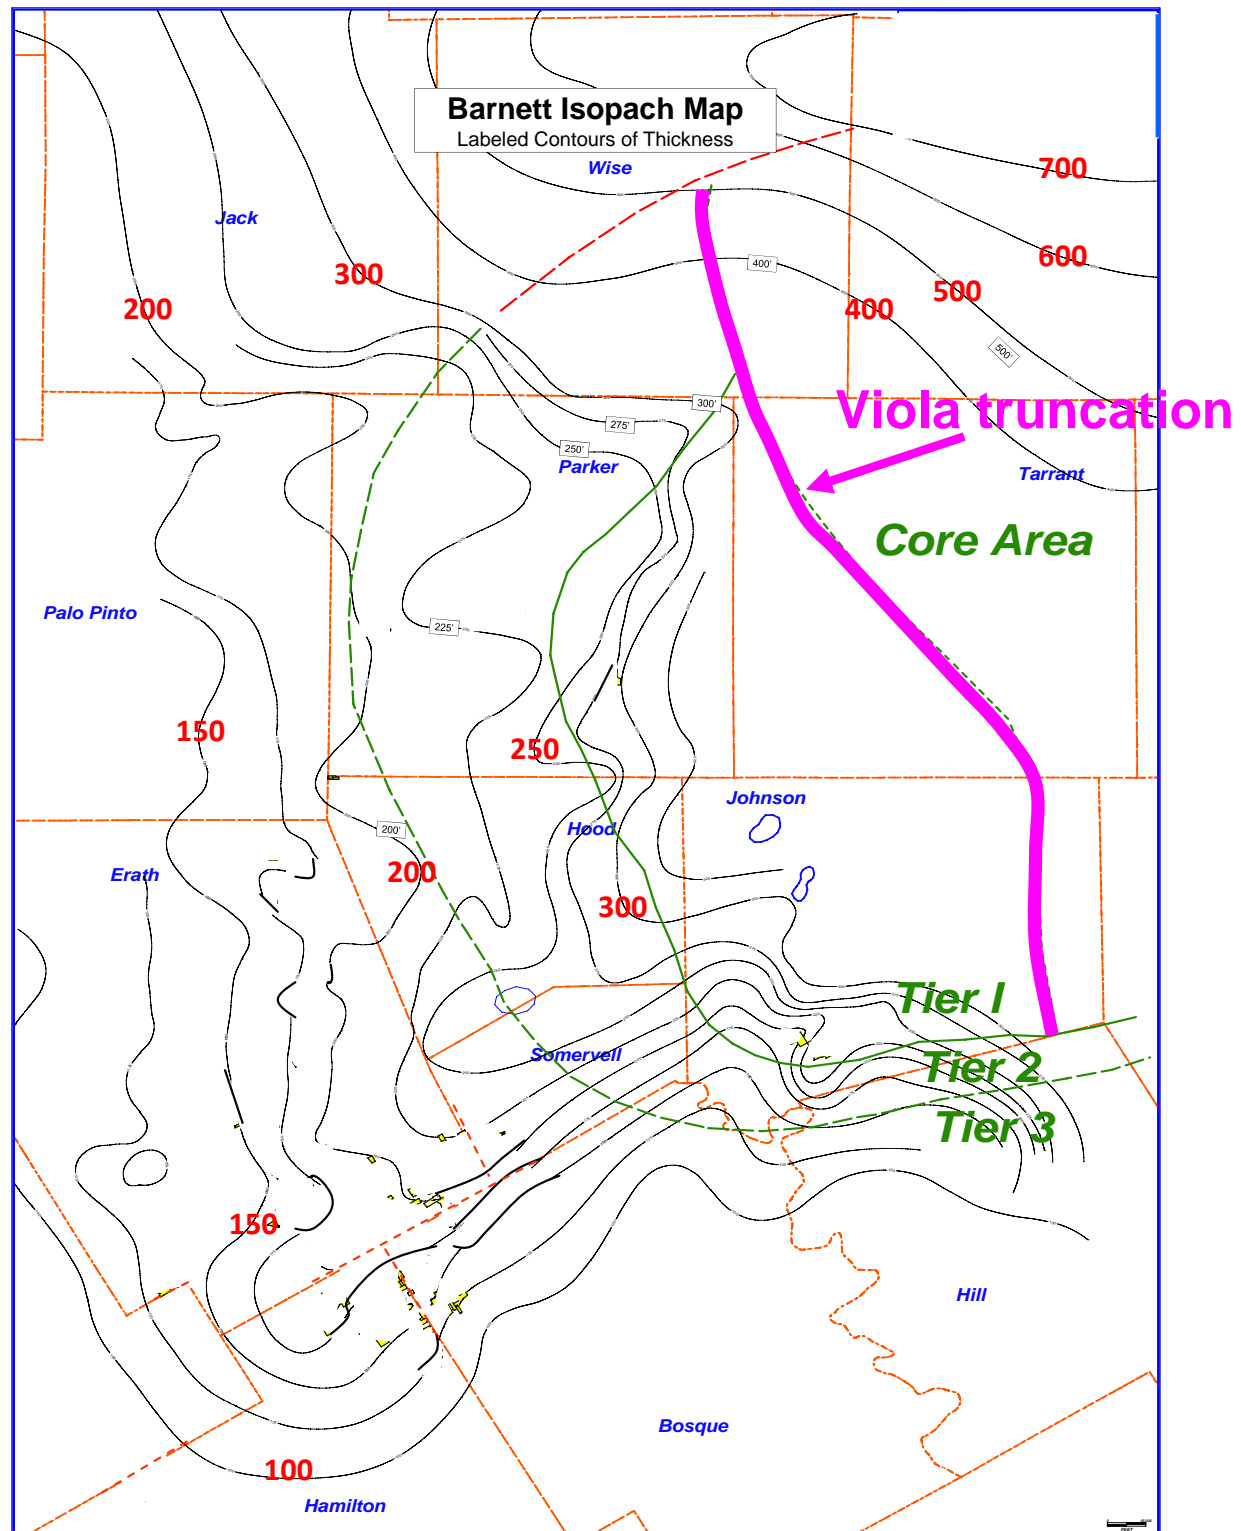 Barnett Isopach Map
Labeled Contours of Thickness
Wise
700
Jack
600
400'
300
500
200
400
500'
300'
Viola truncation
275'
250'
Parker
Tarrant
Core Area
Palo Pinto
225'
150
250
Johnson
200'
Hood
Erath
200
300
Tier I
Somervell
Tier 2
Tier 3
150
Hill
Bosque
100
Hamilton
FEET